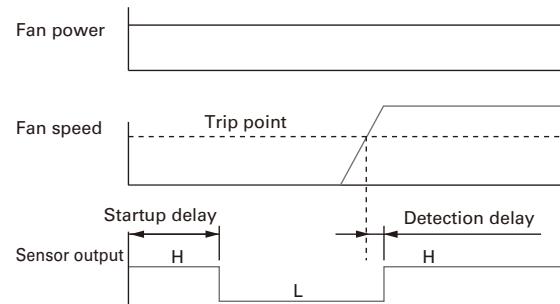 Fan power
Fan speed
Trip point
Startup delay
Detection delay
Sensor output
H
H
L